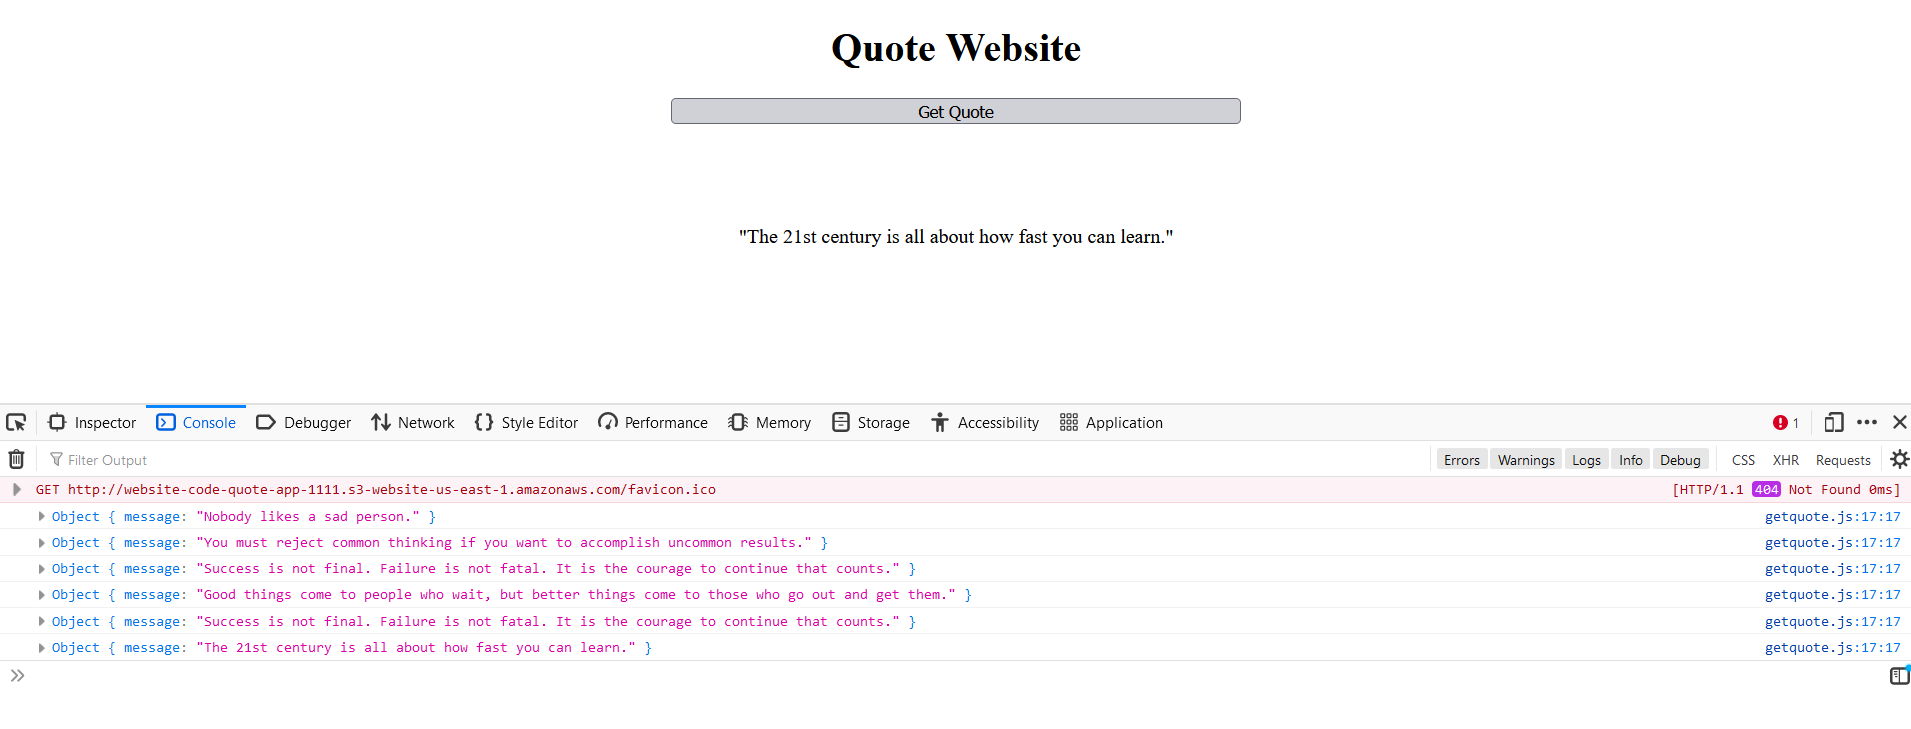 Quote Website
Get Quote
"The 21st century is all about how fast you can learn."
Inspector Console Debugger Network Style Editor Performance Memory Storage Accessibility Application 1
Filter Output Errors Warnings Logs Info Debug CSS XHR Requests
GET http://website-code-quote-app-1111.s3-website-us-east-1.amazonaws.com/favicon.ico [HTTP/1.1 404 Not Found 0ms]
Object { message: "Nobody likes a sad person." } getquote.js:17:17
Object { message: "You must reject common thinking if you want to accomplish uncommon results." } getquote.js:17:17
Object { message: "Success is not final. Failure is not fatal. It is the courage to continue that counts." } getquote.js:17:17
Object { message: "Good things come to people who wait, but better things come to those who go out and get them." } getquote.js:17:17
Object { message: "Success is not final. Failure is not fatal. It is the courage to continue that counts." } getquote.js:17:17
Object { message: "The 21st century is all about how fast you can learn." } getquote.js:17:17